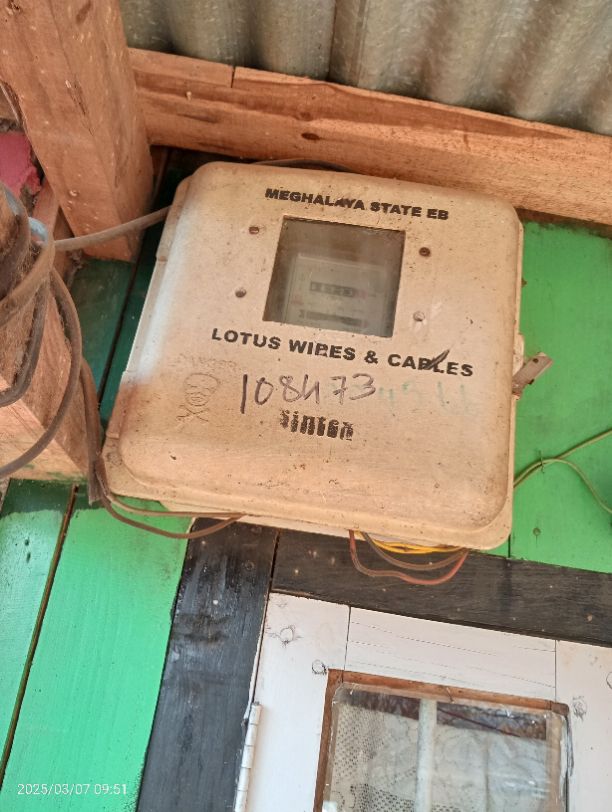 MEGHALAYA STATE EB
LOTUS WIRES & CABLES
108473
Sintex
2025/03/07 09:51